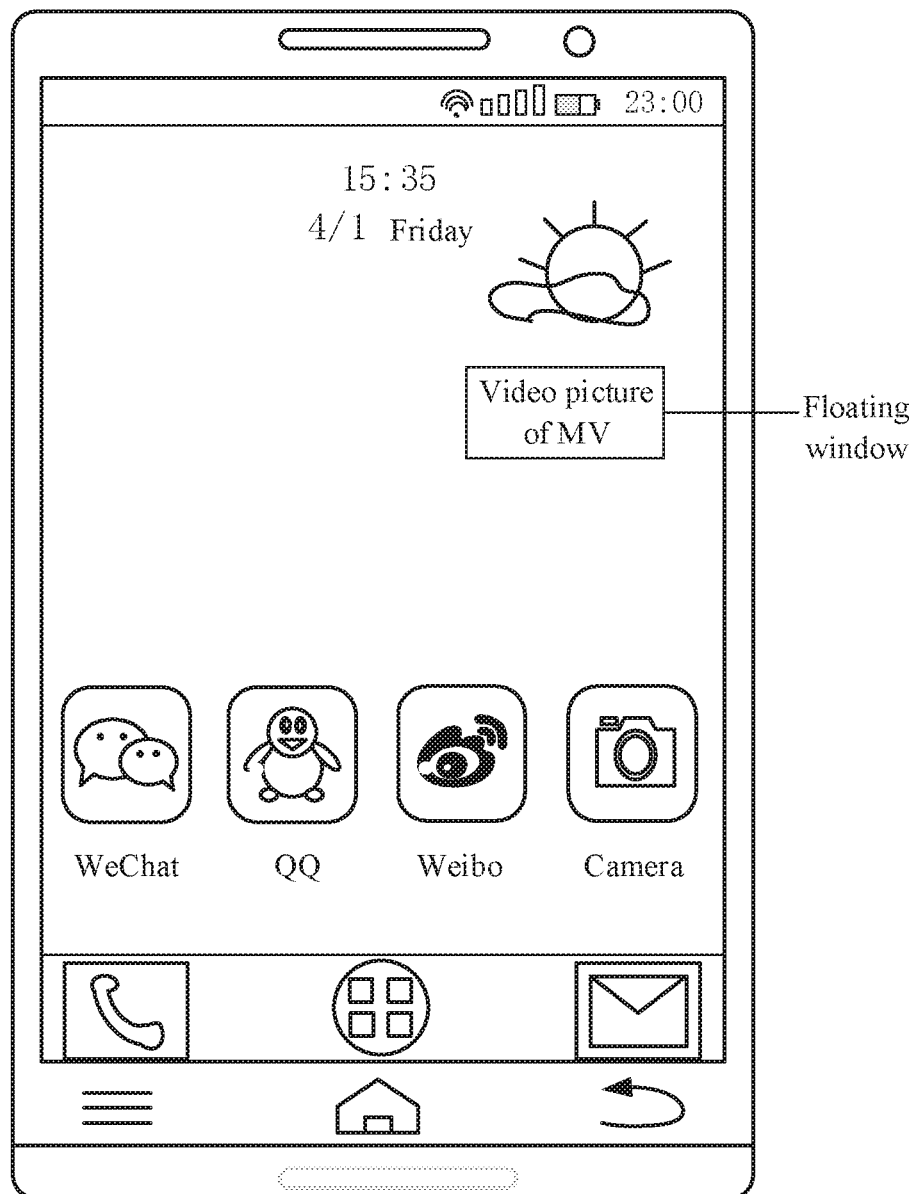 23:00
15:35
4/1 Friday
Video picture
of MV
Floating
window
WeChat QQ Weibo Camera